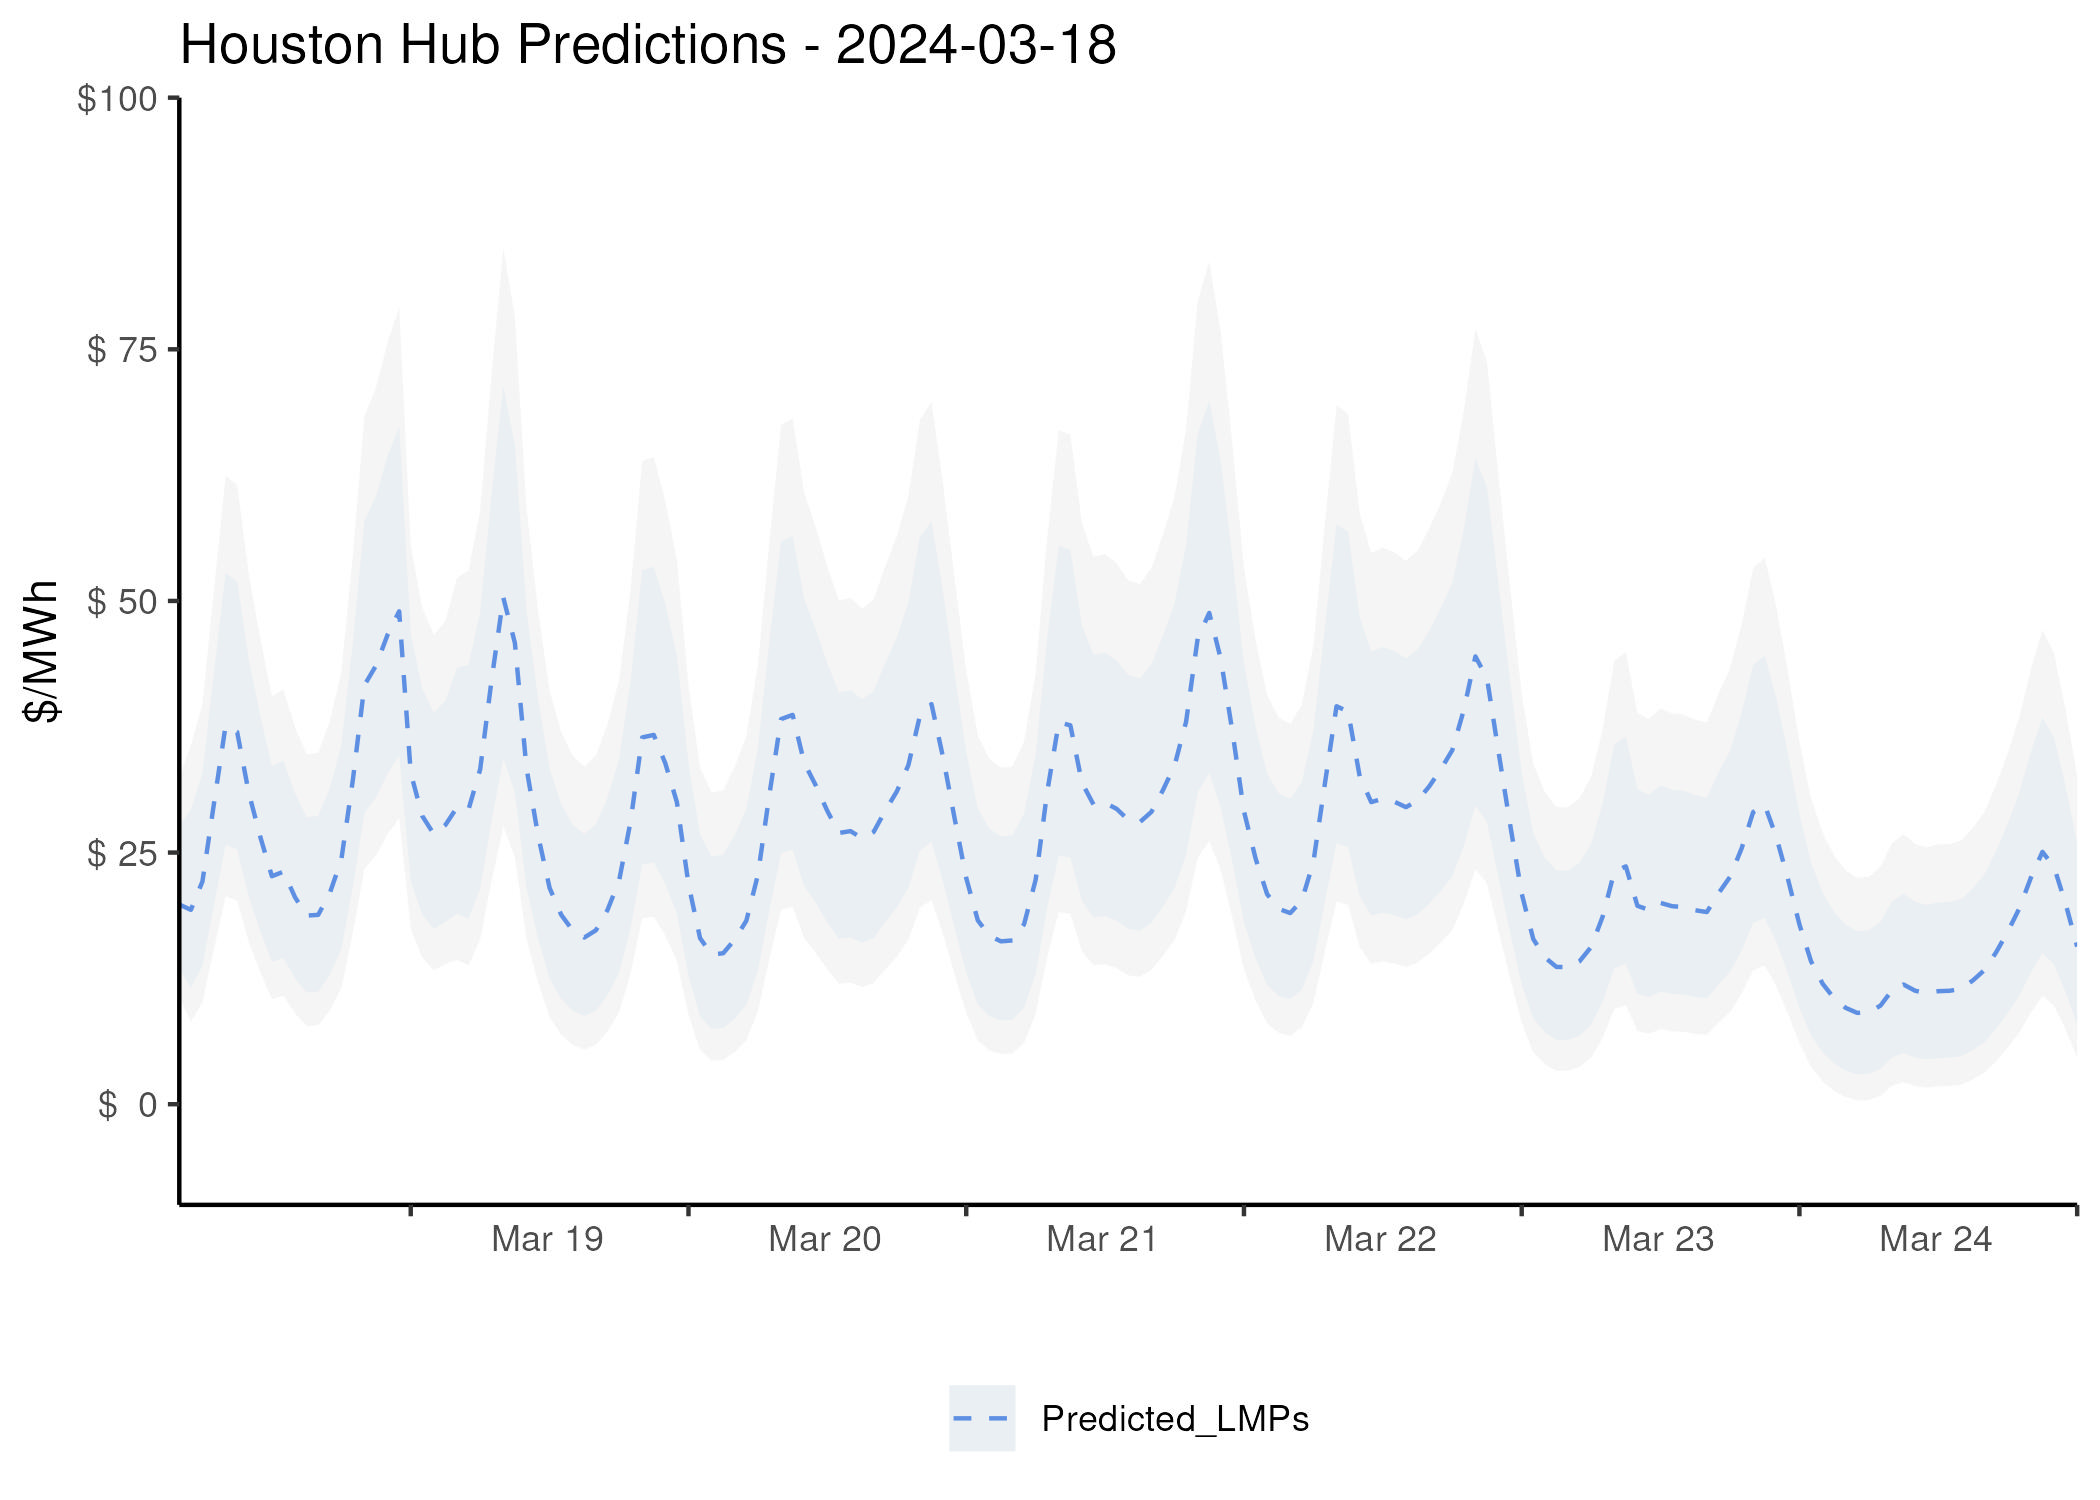 Houston Hub Predictions - 2024-03-18
$100
$ 75
$ 50
$ 25
$ 0
$/MWh
Mar 19 Mar 20 Mar 21 Mar 22 Mar 23 Mar 24
Predicted_LMPs